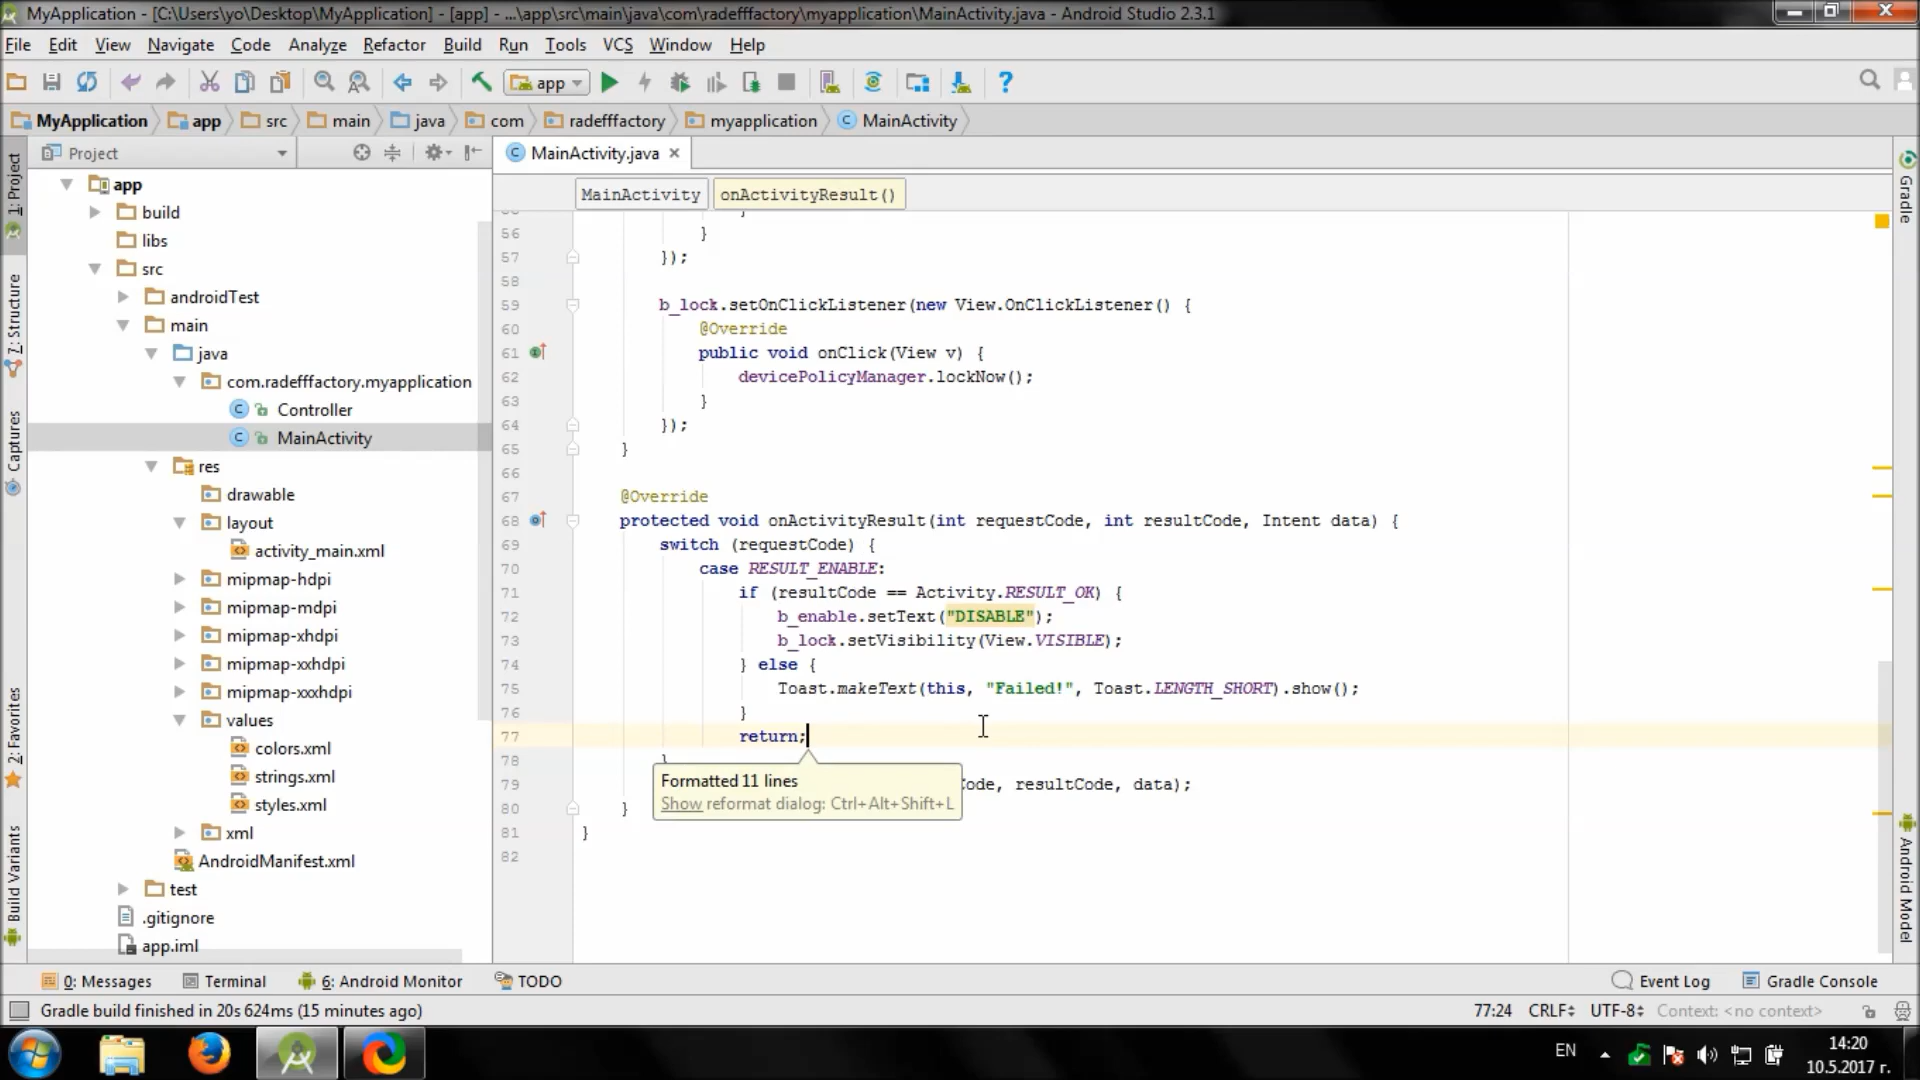 MyApplication - [C:\Users\yo\Desktop\MyApplication] - [app] - ...\app\src\main\java\com\radefffactory\myapplication\MainActivity.java - Android Studio 2.3.1
File Edit View Navigate Code Analyze Refactor Build Run Tools VCS Window Help
app
MyApplication app src main java com radefffactory myapplication MainActivity
Project
MainActivity.java
MainActivity onActivityResult()
1: Project
7: Structure
Captures
2: Favorites
Build Variants
app
build
libs
src
androidTest
main
java
com.radefffactory.myapplication
Controller
MainActivity
res
drawable
layout
activity_main.xml
mipmap-hdpi
mipmap-mdpi
mipmap-xhdpi
mipmap-xxhdpi
mipmap-xxxhdpi
values
colors.xml
strings.xml
styles.xml
xml
AndroidManifest.xml
test
.gitignore
app.iml
}
56 }
57 });
58
59 b_lock.setOnClickListener(new View.OnClickListener() {
60 @Override
61 public void onClick(View v) {
62 devicePolicyManager.lockNow();
63 }
64 });
65 }
66
67 @Override
68 protected void onActivityResult(int requestCode, int resultCode, Intent data) {
69 switch (requestCode) {
70 case RESULT_ENABLE:
71 if (resultCode == Activity.RESULT_OK) {
72 b_enable.setText("DISABLE");
73 b_lock.setVisibility(View.VISIBLE);
74 } else {
75 Toast.makeText(this, "Failed!", Toast.LENGTH_SHORT).show();
76 }
77 return;
78 }
79 Code, resultCode, data);
80 }
81 }
82
Formatted 11 lines
Show reformat dialog: Ctrl+Alt+Shift+L
Gradle
Android Model
0: Messages Terminal 6: Android Monitor TODO Event Log Gradle Console
Gradle build finished in 20s 624ms (15 minutes ago) 77:24 CRLF UTF-8 Context: <no context>
EN 14:20
10.5.2017 г.